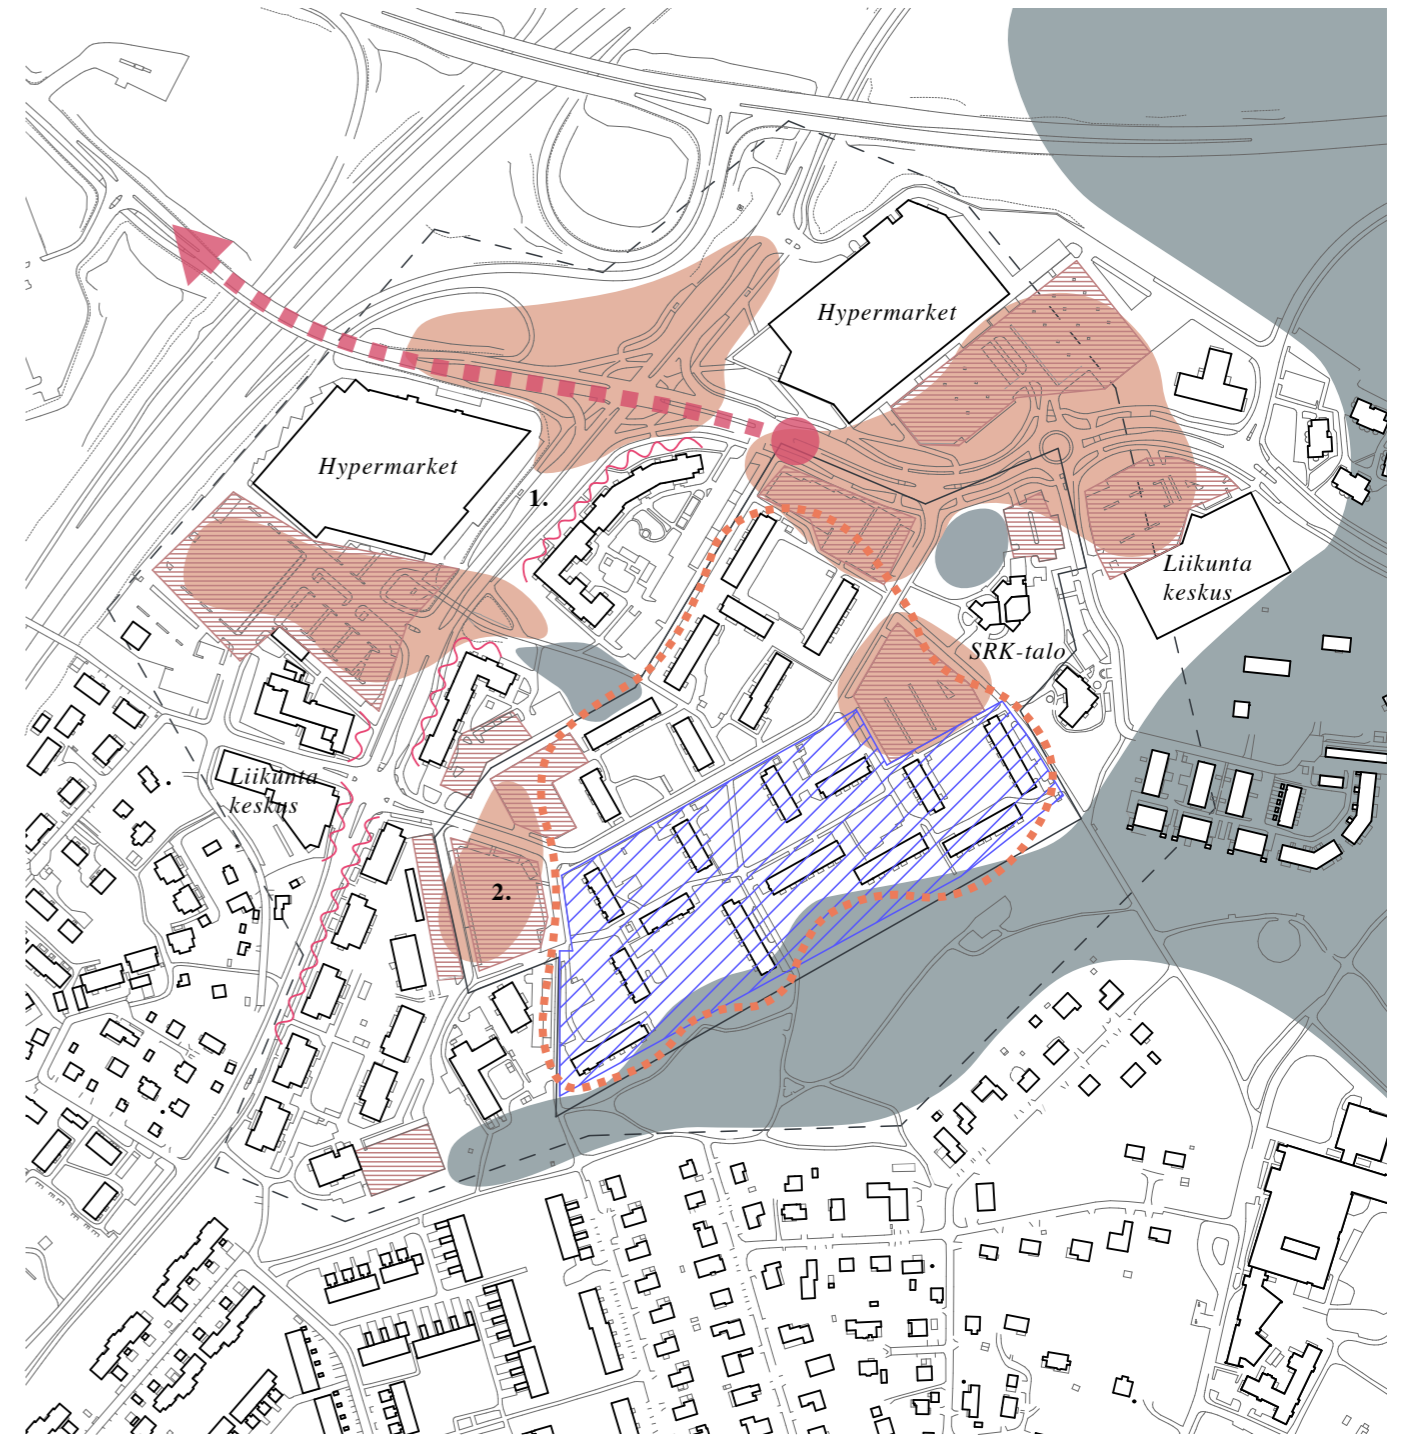 Hypermarket
Hypermarket
1.
Liikunta
keskus
SRK-talo
Liikunta
keskus
2.